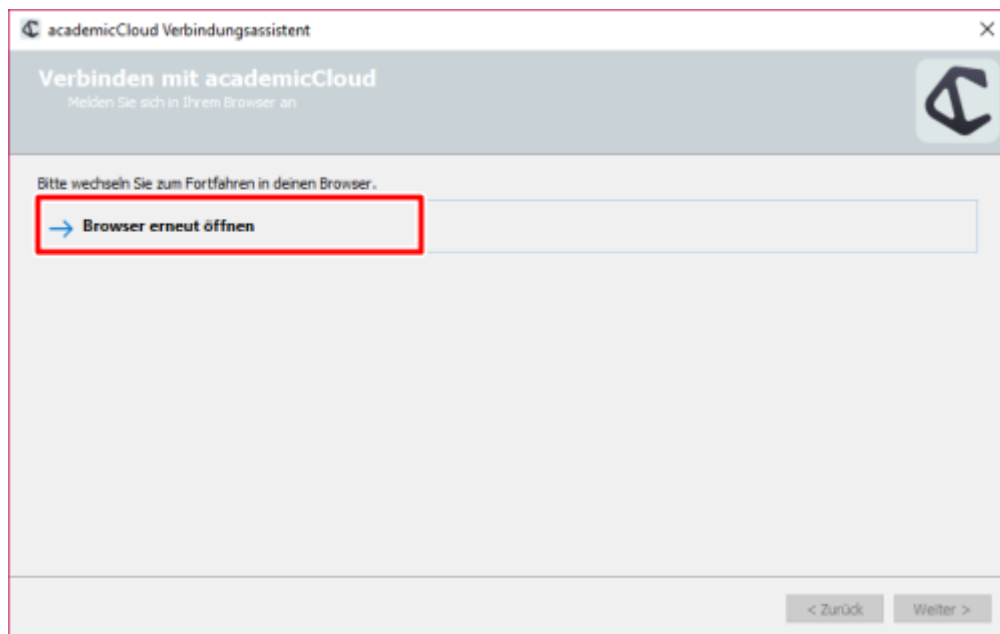 academicCloud Verbindungsassistent
Verbinden mit academicCloud
Melden Sie sich in Ihrem Browser an
Bitte wechseln Sie zum Fortfahren in deinen Browser.
Browser erneut öffnen
< Zurück Weiter >